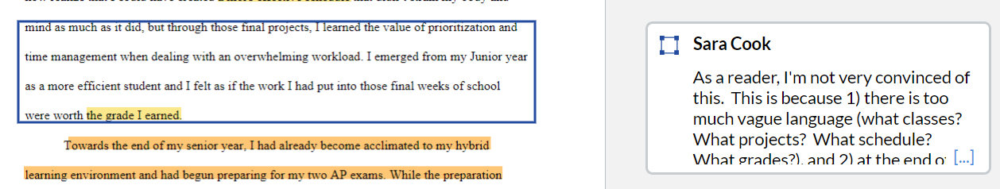 mind as much as it did, but through those final projects, I learned the value of prioritization and
time management when dealing with an overwhelming workload. I emerged from my Junior year
as a more efficient student and I felt as if the work I had put into those final weeks of school
were worth the grade I earned.
Towards the end of my senior year, I had already become acclimated to my hybrid
learning environment and had begun preparing for my two AP exams. While the preparation
Sara Cook
As a reader, I'm not very convinced of
this. This is because 1) there is too
much vague language (what classes?
What projects? What schedule?
What grades?), and 2) at the end o
[...]